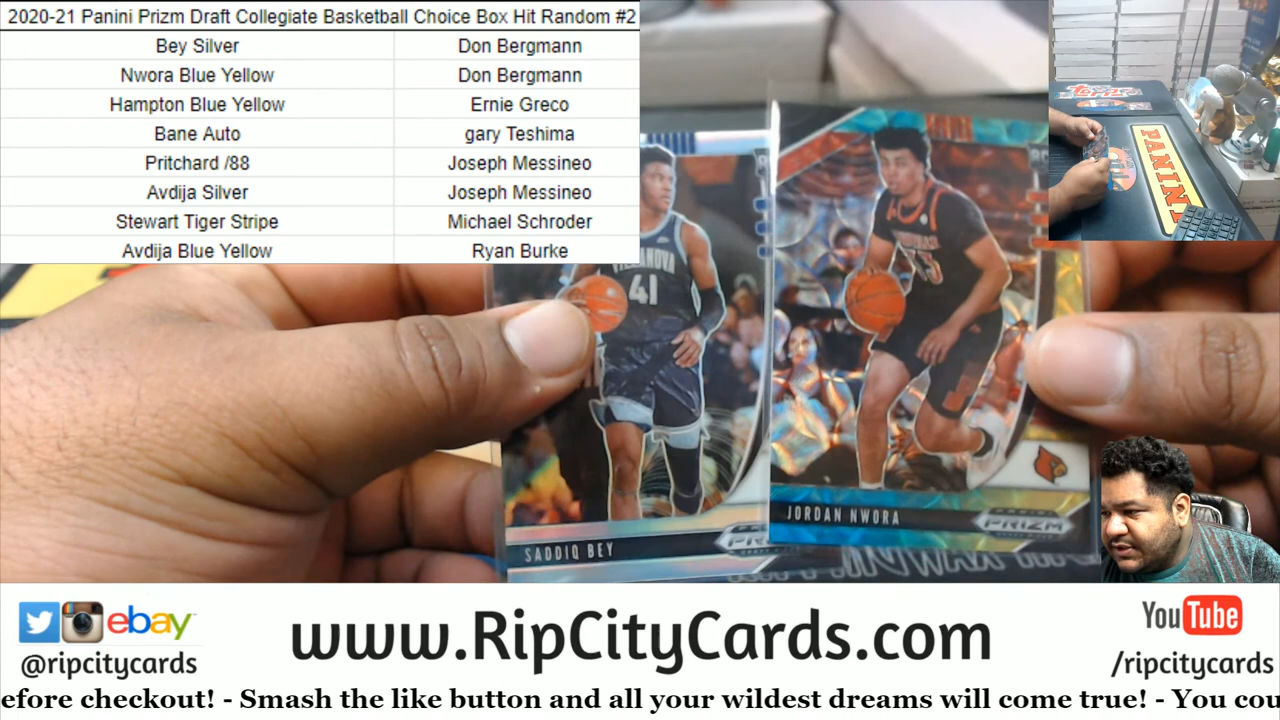 2020-21 Panini Prizm Draft Collegiate Basketball Choice Box Hit Random #2
Bey Silver Don Bergmann
Nwora Blue Yellow Don Bergmann
Hampton Blue Yellow Ernie Greco
Bane Auto gary Teshima
Pritchard /88 Joseph Messineo
Avdija Silver Joseph Messineo
Stewart Tiger Stripe Michael Schroder
Avdija Blue Yellow Ryan Burke
PANINI
VILLANOVA
41
SADDIQ BEY
JORDAN NWORA
PRIZM
ebay
@ripcitycards
www.RipCityCards.com
YouTube
/ripcitycards
efore checkout! - Smash the like button and all your wildest dreams will come true! - You cou